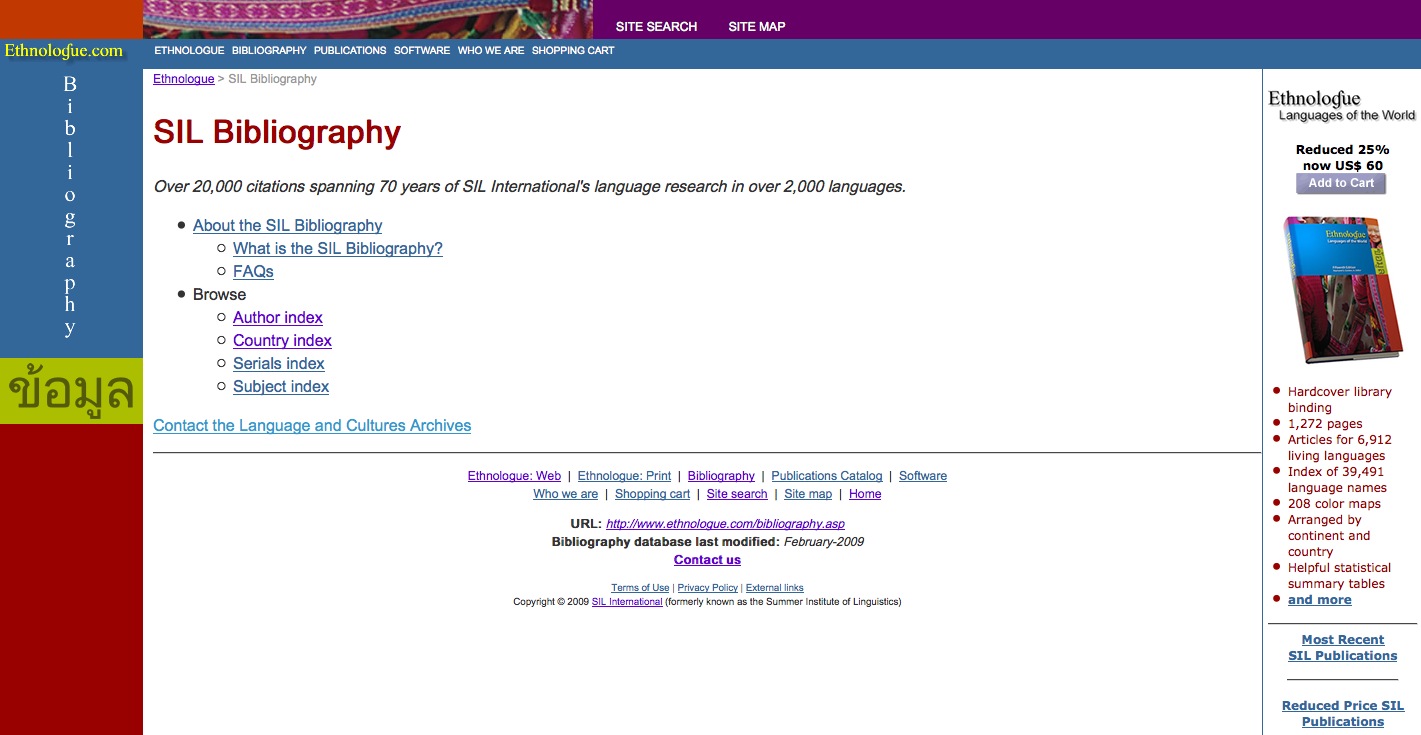 SITE SEARCH SITE MAP
Ethnologue.com
ETHNOLOGUE BIBLIOGRAPHY PUBLICATIONS SOFTWARE WHO WE ARE SHOPPING CART
Bibliography
ข้อมูล
Ethnologue > SIL Bibliography
SIL Bibliography
Over 20,000 citations spanning 70 years of SIL International's language research in over 2,000 languages.
About the SIL Bibliography
What is the SIL Bibliography?
FAQs
Browse
Author index
Country index
Serials index
Subject index
Contact the Language and Cultures Archives
Ethnologue: Web | Ethnologue: Print | Bibliography | Publications Catalog | Software
Who we are | Shopping cart | Site search | Site map | Home
URL: http://www.ethnologue.com/bibliography.asp
Bibliography database last modified: February-2009
Contact us
Terms of Use | Privacy Policy | External links
Copyright © 2009 SIL International (formerly known as the Summer Institute of Linguistics)
Ethnologue
Languages of the World
Reduced 25%
now US$ 60
Add to Cart
Ethnologue
Languages of the World
Hardcover library
binding
1,272 pages
Articles for 6,912
living languages
Index of 39,491
language names
208 color maps
Arranged by
continent and
country
Helpful statistical
summary tables
and more
Most Recent
SIL Publications
Reduced Price SIL
Publications